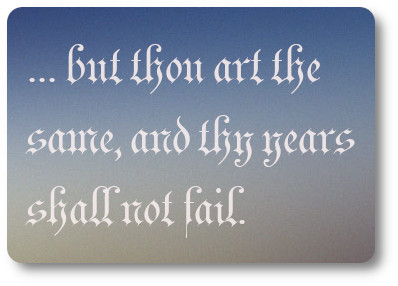 ... but thou art the
same, and thy years
shall not fail.